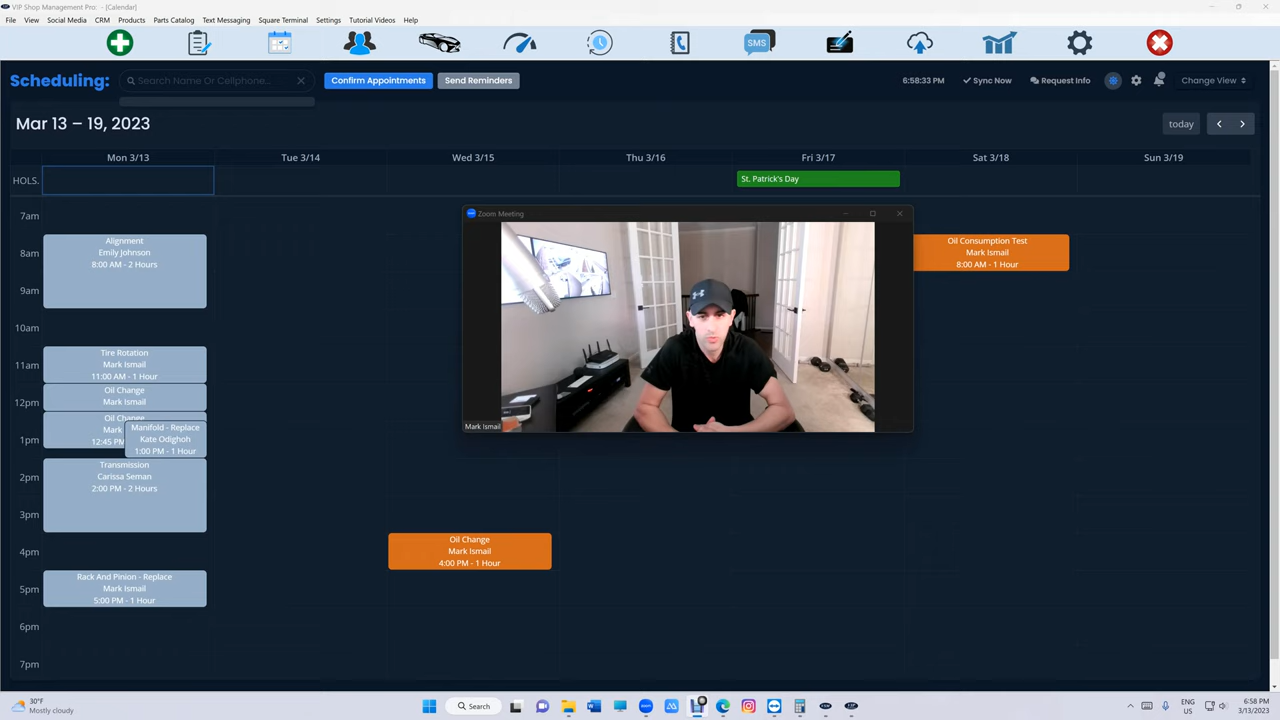 VIP Shop Management Pro: - [Calendar]
File View Social Media CRM Products Parts Catalog Text Messaging Square Terminal Settings Tutorial Videos Help
SMS
Scheduling:
Search Name Or Cellphone...
Confirm Appointments
Send Reminders
6:58:33 PM
Sync Now
Request Info
Change View
Mar 13 – 19, 2023
today
Mon 3/13
Tue 3/14
Wed 3/15
Thu 3/16
Fri 3/17
Sat 3/18
Sun 3/19
HOLS.
St. Patrick's Day
7am
8am
9am
10am
11am
12pm
1pm
2pm
3pm
4pm
5pm
6pm
7pm
Alignment
Emily Johnson
8:00 AM - 2 Hours
Tire Rotation
Mark Ismail
11:00 AM - 1 Hour
Oil Change
Mark Ismail
Oil Change
Mark
12:45 PM
Manifold - Replace
Kate Odighoh
1:00 PM - 1 Hour
Transmission
Carissa Seman
2:00 PM - 2 Hours
Rack And Pinion - Replace
Mark Ismail
5:00 PM - 1 Hour
Oil Change
Mark Ismail
4:00 PM - 1 Hour
Oil Consumption Test
Mark Ismail
8:00 AM - 1 Hour
Zoom Meeting
Mark Ismail
30°F
Mostly cloudy
Search
ENG
US
6:58 PM
3/13/2023